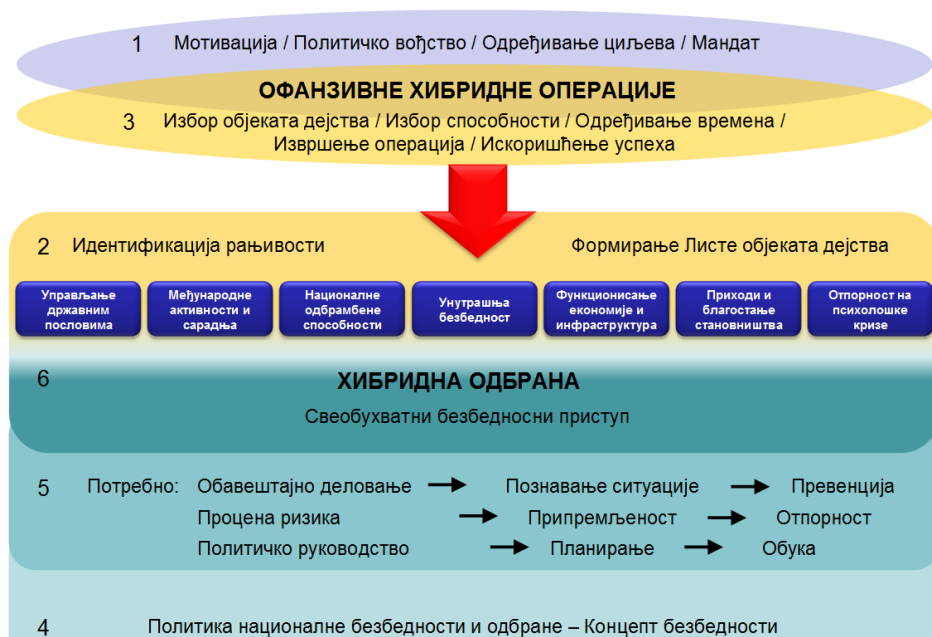 1 Мотивација / Политичко вођство / Одређивање циљева / Мандат
ОФАНЗИВНЕ ХИБРИДНЕ ОПЕРАЦИЈЕ
3 Избор објеката дејства / Избор способности / Одређивање времена /
Извршење операција / Искоришћење успеха
2 Идентификација рањивости Формирање Листе објеката дејства
Управљање
државним
пословима
Међународне
активности и
сарадња
Националне
одбрамбене
способности
Унутрашња
безбедност
Функционисање
економије и
инфраструктура
Приходи и
благостање
становништва
Отпорност на
психолошке
кризе
6 ХИБРИДНА ОДБРАНА
Свеобухватни безбедносни приступ
5 Потребно: Обавештајно деловање Познавање ситуације Превенција
Процена ризика Припремљеност Отпорност
Политичко руководство Планирање Обука
4 Политика националне безбедности и одбране – Концепт безбедности